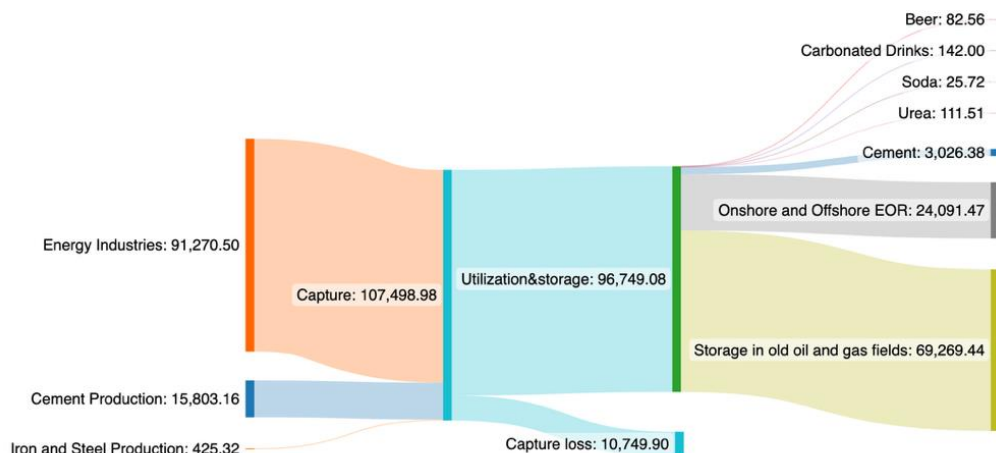 Beer: 82.56
Carbonated Drinks: 142.00
Soda: 25.72
Urea: 111.51
Cement: 3,026.38
Onshore and Offshore EOR: 24,091.47
Energy Industries: 91,270.50
Utilization&storage: 96,749.08
Capture: 107,498.98
Storage in old oil and gas fields: 69,269.44
Cement Production: 15,803.16
Capture loss: 10,749.90
Iron and Steel Production: 425.32